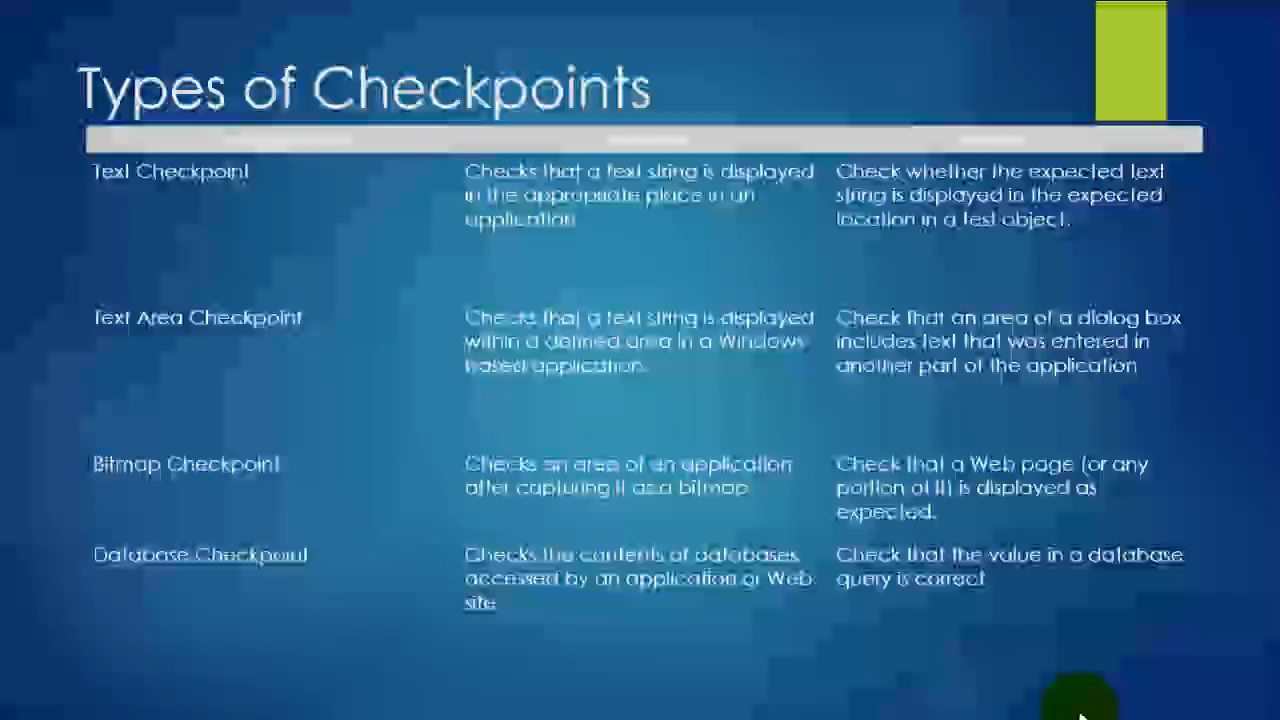 Types of Checkpoints
Text Checkpoint
Checks that a text string is displayed
in the appropriate place in an
application
Check whether the expected text
string is displayed in the expected
location in a test object.
Text Area Checkpoint
Checks that a text string is displayed
within a defined area in a Windows
based application.
Check that an area of a dialog box
includes text that was entered in
another part of the application
Bitmap Checkpoint
Checks an area of an application
after capturing it as a bitmap
Check that a Web page (or any
portion of it) is displayed as
expected.
Database Checkpoint
Checks the contents of databases
accessed by an application or Web
site
Check that the value in a database
query is correct